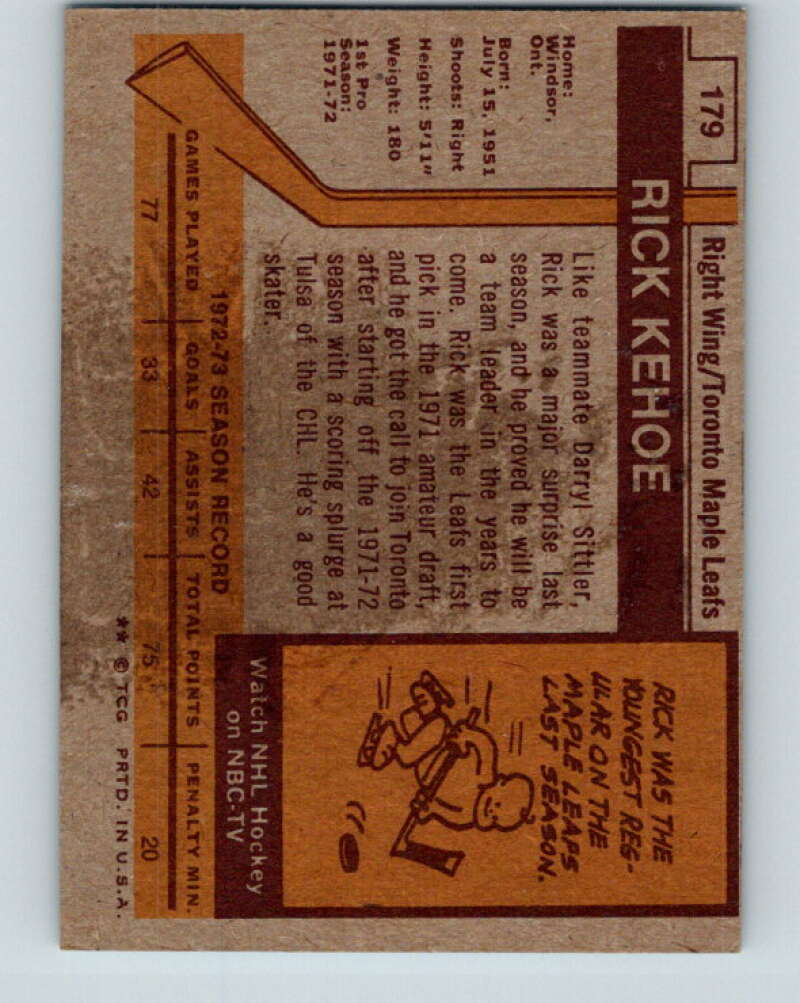 179
Right Wing/Toronto Maple Leafs
RICK KEHOE
Home:
Windsor,
Ont.
Born:
July 15, 1951
Shoots: Right
Height: 5'11"
Weight: 180
1st Pro
Season:
1971-72
Like teammate Darryl Sittler,
Rick was a major surprise last
season, and he proved he will be
a team leader in the years to
come. Rick was the Leafs first
pick in the 1971 amateur draft,
and he got the call to join Toronto
after starting off the 1971-72
season with a scoring splurge at
Tulsa of the CHL. He's a good
skater.
RICK WAS THE
YOUNGEST REG-
ULAR ON THE
MAPLE LEAFS
LAST SEASON.
Watch NHL Hockey
on NBC-TV
1972-73 SEASON RECORD
GAMES PLAYED GOALS ASSISTS TOTAL POINTS PENALTY MIN.
77 33 42 75 20
** © TCG PRTD. IN U.S.A.